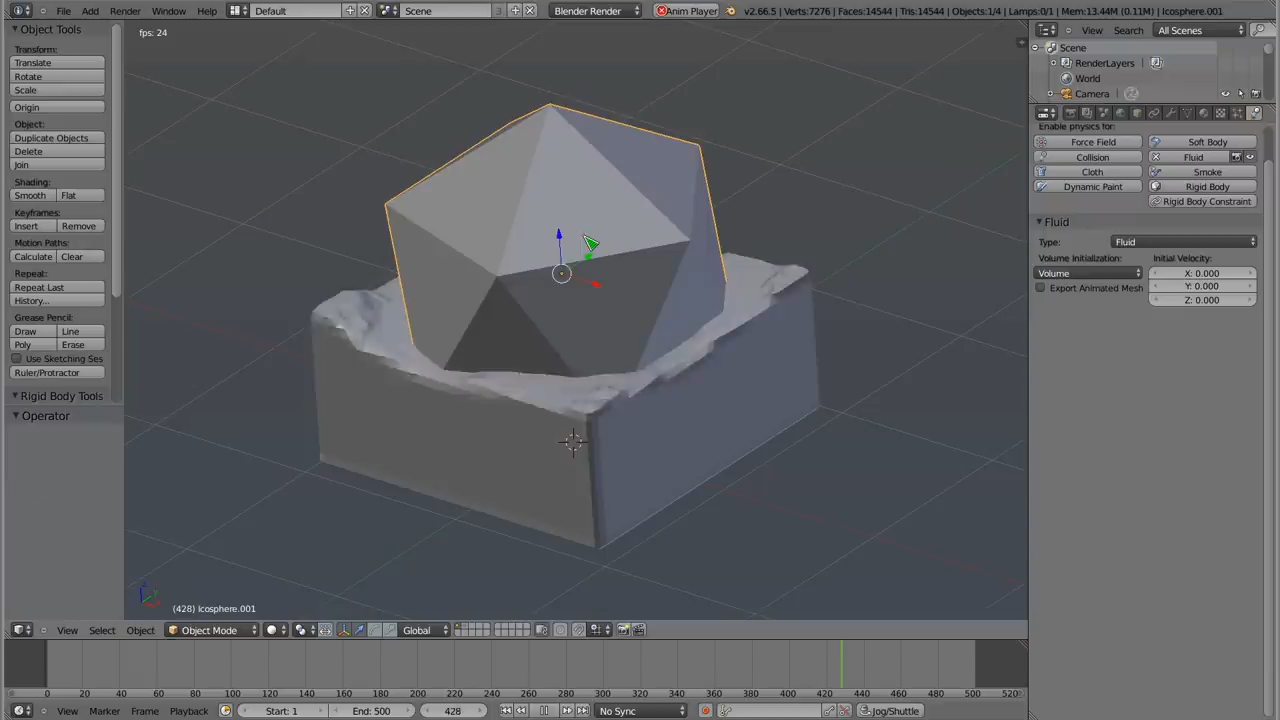 File Add Render Window Help Default Scene 3 Blender Render Anim Player v2.66.5 | Verts:7276 | Faces:14544 | Tris:14544 | Objects:1/4 | Lamps:0/1 | Mem:13.44M (0.11M) | Icosphere.001
Object Tools
Transform:
Translate
Rotate
Scale
Origin
Object:
Duplicate Objects
Delete
Join
Shading:
Smooth Flat
Keyframes:
Insert Remove
Motion Paths:
Calculate Clear
Repeat:
Repeat Last
History...
Grease Pencil:
Draw Line
Poly Erase
Use Sketching Ses
Ruler/Protractor
Rigid Body Tools
Operator
fps: 24
(428) Icosphere.001
View Select Object Object Mode Global
View Search All Scenes
Scene
RenderLayers
World
Camera
Enable physics for:
Force Field Soft Body
Collision Fluid
Cloth Smoke
Dynamic Paint Rigid Body
Rigid Body Constraint
Fluid
Type: Fluid
Volume Initialization: Initial Velocity:
Volume X: 0.000
Export Animated Mesh Y: 0.000
Z: 0.000
0 20 40 60 80 100 120 140 160 180 200 220 240 260 280 300 320 340 360 380 400 420 440 460 480 500 520
View Marker Frame Playback Start: 1 End: 500 428 No Sync Jog/Shuttle